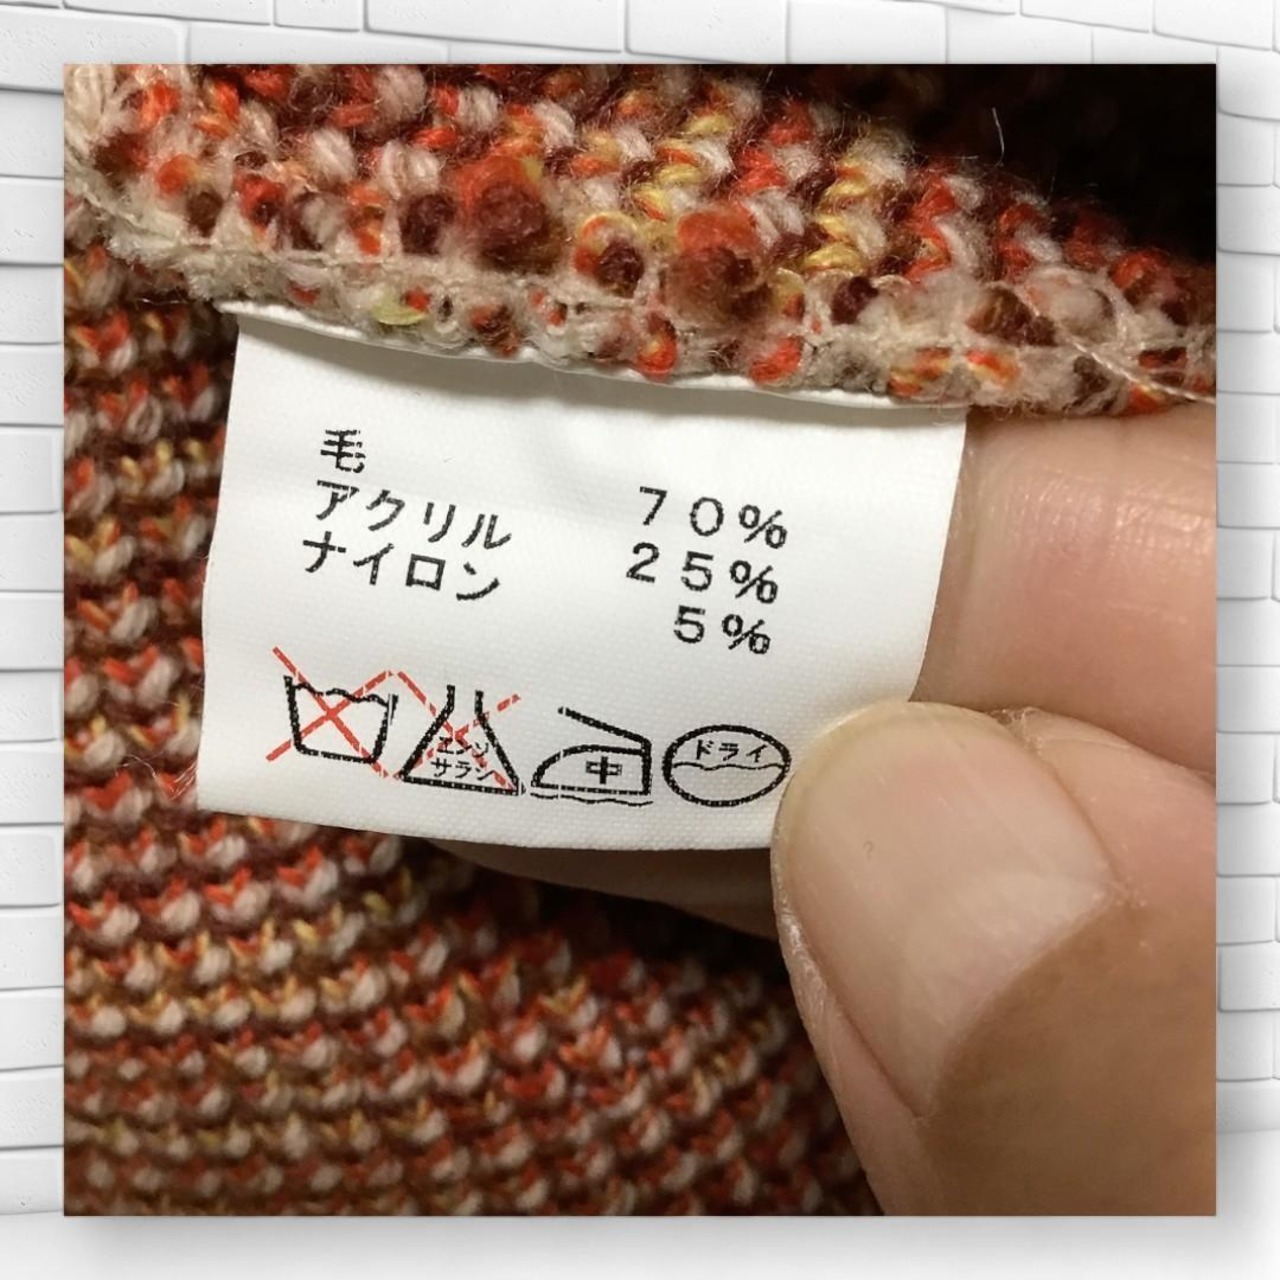 毛 70%
アクリル 25%
ナイロン 5%
エンソ
サラシ
中
ドライ